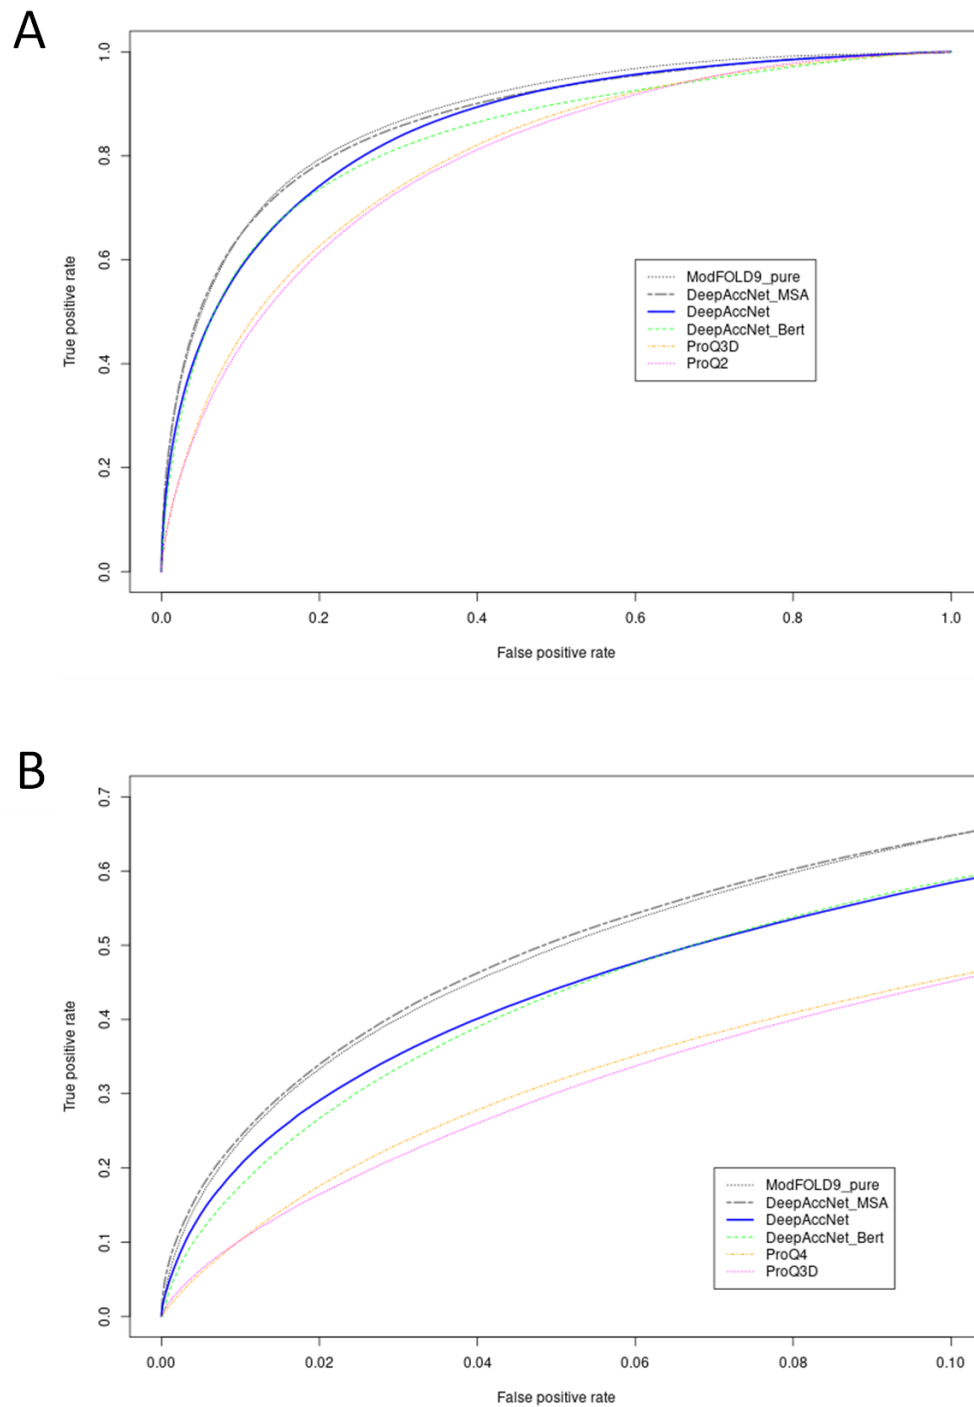 A
True positive rate
1.0
0.8
0.6
0.4
0.2
0.0
ModFOLD9_pure
DeepAccNet_MSA
DeepAccNet
DeepAccNet_Bert
ProQ3D
ProQ2
0.0 0.2 0.4 0.6 0.8 1.0
False positive rate
B
True positive rate
0.7
0.6
0.5
0.4
0.3
0.2
0.1
0.0
ModFOLD9_pure
DeepAccNet_MSA
DeepAccNet
DeepAccNet_Bert
ProQ4
ProQ3D
0.00 0.02 0.04 0.06 0.08 0.10
False positive rate